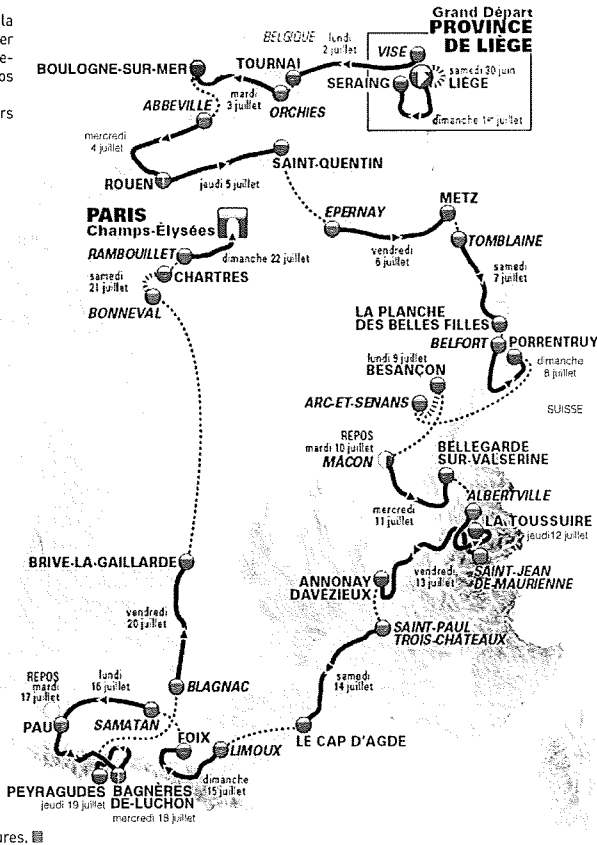 la
er
e-
os
rs
Grand Départ
PROVINCE
DE LIÈGE
BELGIQUE
lundi
2 juillet
VISE
TOURNAI
SERAING
samedi 30 juin
LIÈGE
dimanche 1er juillet
BOULOGNE-SUR-MER
mardi
3 juillet
ORCHIES
ABBEVILLE
mercredi
4 juillet
SAINT-QUENTIN
ROUEN
jeudi 5 juillet
PARIS
Champs-Élysées
EPERNAY
METZ
TOMBLAINE
vendredi
6 juillet
samedi
7 juillet
RAMBOUILLET
dimanche 22 juillet
samedi
21 juillet
CHARTRES
BONNEVAL
LA PLANCHE
DES BELLES FILLES
BELFORT
PORRENTRUY
dimanche
8 juillet
lundi 9 juillet
BESANÇON
ARC-ET-SENANS
SUISSE
REPOS
mardi 10 juillet
MÂCON
BELLEGARDE
SUR-VALSERINE
mercredi
11 juillet
ALBERTVILLE
LA TOUSSUIRE
jeudi 12 juillet
SAINT-JEAN
DE-MAURIENNE
vendredi
13 juillet
BRIVE-LA-GAILLARDE
ANNONAY
DAVÉZIEUX
vendredi
20 juillet
SAINT-PAUL
TROIS-CHATEAUX
samedi
14 juillet
REPOS
mardi
17 juillet
lundi
16 juillet
BLAGNAC
PAU
SAMATAN
FOIX
LIMOUX
LE CAP D'AGDE
dimanche
15 juillet
PEYRAGUDES
jeudi 19 juillet
BAGNÈRES
DE-LUCHON
mercredi 18 juillet
ures.